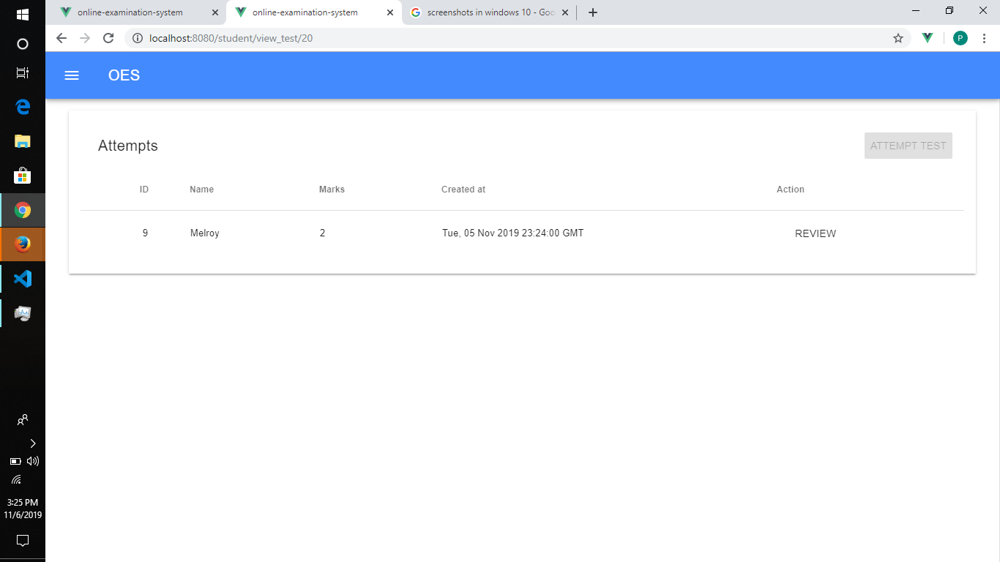 online-examination-system
online-examination-system
screenshots in windows 10 - Goo
localhost:8080/student/view_test/20
P
OES
Attempts
ATTEMPT TEST
ID Name Marks Created at Action
9 Melroy 2 Tue, 05 Nov 2019 23:24:00 GMT REVIEW
3:25 PM
11/6/2019